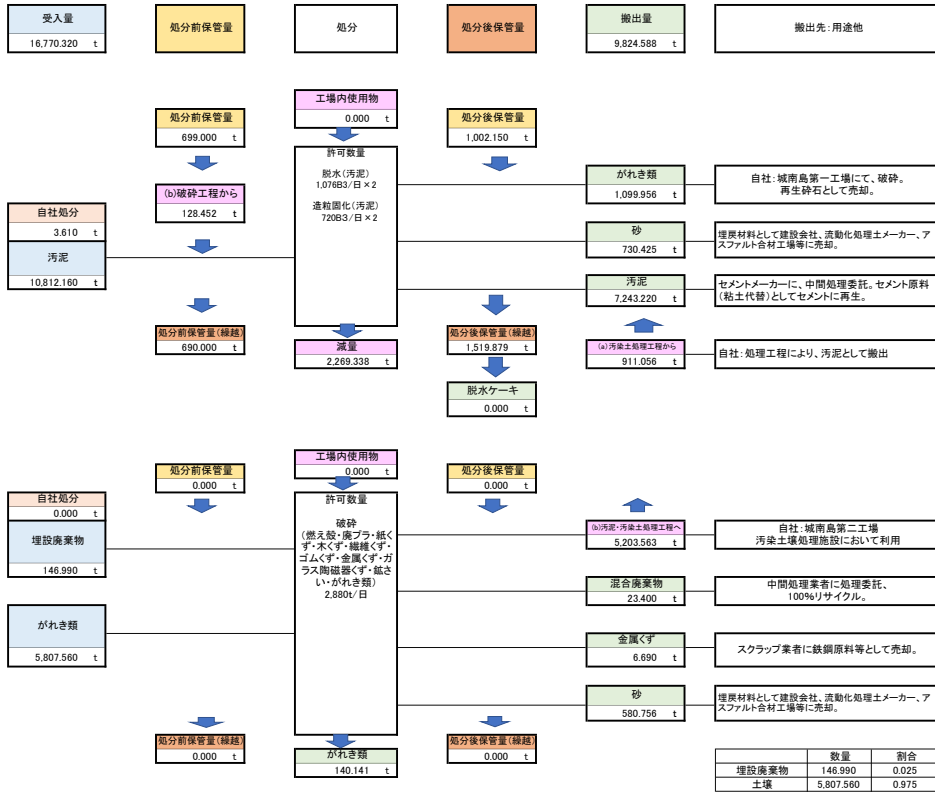 受入量
16,770.320 t
処分前保管量
処分
処分後保管量
搬出量
9,824.588 t
搬出先:用途他
工場内使用物
0.000 t
処分前保管量
699.000 t
処分後保管量
1,002.150 t
許可数量
脱水(汚泥)
1,076B3/日×2
造粒固化(汚泥)
720B3/日×2
(b)破砕工程から
128.452 t
がれき類
1,099.956 t
自社:城南島第一工場にて、破砕。
再生砕石として売却。
自社処分
3.610 t
汚泥
10,812.160 t
砂
730.425 t
埋戻材料として建設会社、流動化処理土メーカー、ア
スファルト合材工場等に売却。
汚泥
7,243.220 t
セメントメーカーに、中間処理委託。セメント原料
(粘土代替)としてセメントに再生。
処分前保管量(繰越)
690.000 t
減量
2,269.338 t
処分後保管量(繰越)
1,519.879 t
(a)汚染土処理工程から
911.056 t
自社:処理工程により、汚泥として搬出
脱水ケーキ
0.000 t
工場内使用物
0.000 t
処分前保管量
0.000 t
処分後保管量
0.000 t
自社処分
0.000 t
埋設廃棄物
146.990 t
許可数量
破砕
(燃え殻・廃プラ・紙く
ず・木くず・繊維くず・
ゴムくず・金属くず・ガ
ラス陶磁器くず・鉱さ
い・がれき類)
2,880t/日
(b)汚泥・汚染土処理工程へ
5,203.563 t
自社:城南島第二工場
汚染土壌処理施設において利用
混合廃棄物
23.400 t
中間処理業者に処理委託、
100%リサイクル。
がれき類
5,807.560 t
金属くず
6.690 t
スクラップ業者に鉄鋼原料等として売却。
砂
580.756 t
埋戻材料として建設会社、流動化処理土メーカー、ア
スファルト合材工場等に売却。
処分前保管量(繰越)
0.000 t
がれき類
140.141 t
処分後保管量(繰越)
0.000 t
数量 割合
埋設廃棄物 146.990 0.025
土壌 5,807.560 0.975